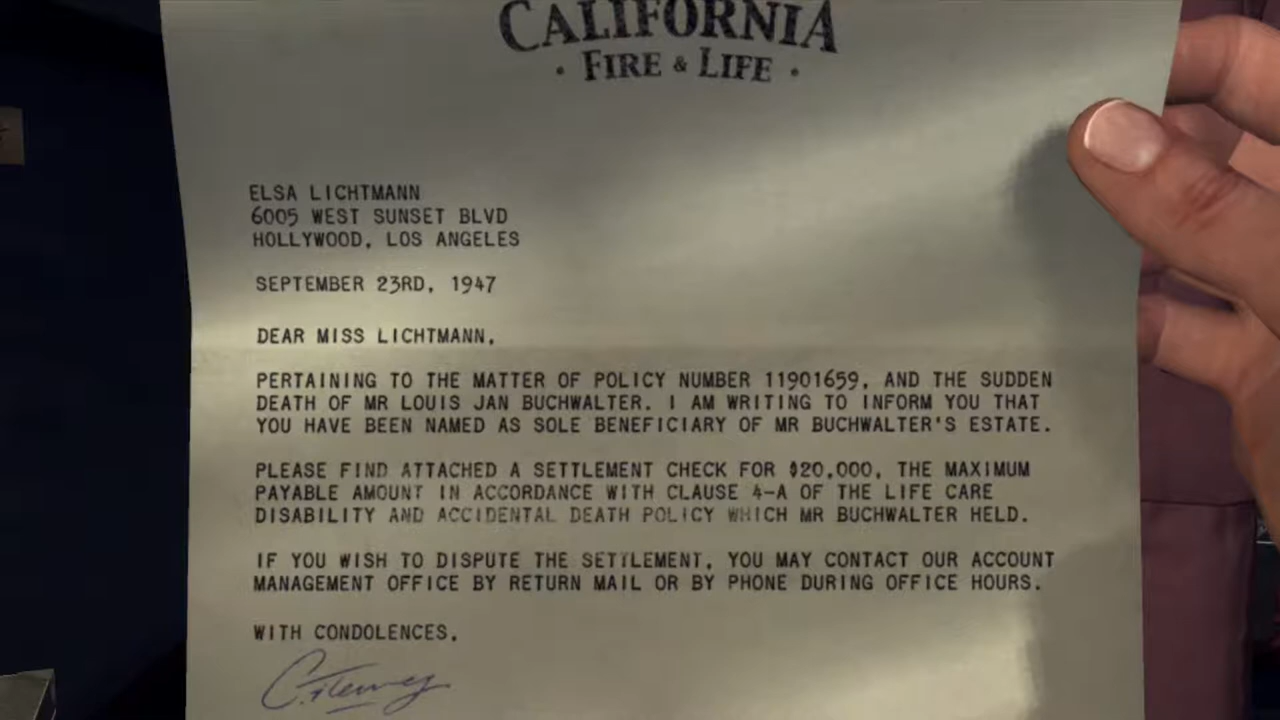 CALIFORNIA
· FIRE & LIFE ·
ELSA LICHTMANN
6005 WEST SUNSET BLVD
HOLLYWOOD, LOS ANGELES
SEPTEMBER 23RD, 1947
DEAR MISS LICHTMANN,
PERTAINING TO THE MATTER OF POLICY NUMBER 11901659, AND THE SUDDEN
DEATH OF MR LOUIS JAN BUCHWALTER. I AM WRITING TO INFORM YOU THAT
YOU HAVE BEEN NAMED AS SOLE BENEFICIARY OF MR BUCHWALTER'S ESTATE.
PLEASE FIND ATTACHED A SETTLEMENT CHECK FOR $20,000, THE MAXIMUM
PAYABLE AMOUNT IN ACCORDANCE WITH CLAUSE 4-A OF THE LIFE CARE
DISABILITY AND ACCIDENTAL DEATH POLICY WHICH MR BUCHWALTER HELD.
IF YOU WISH TO DISPUTE THE SETTLEMENT, YOU MAY CONTACT OUR ACCOUNT
MANAGEMENT OFFICE BY RETURN MAIL OR BY PHONE DURING OFFICE HOURS.
WITH CONDOLENCES,